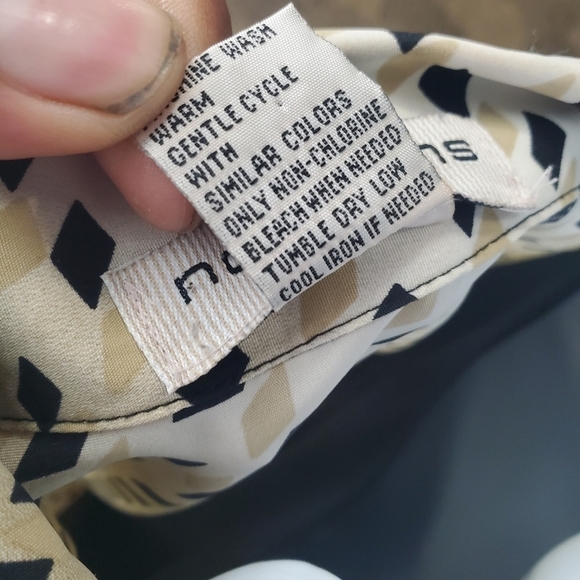 MACHINE WASH
WARM
GENTLE CYCLE
WITH
SIMILAR COLORS
ONLY NON-CHLORINE
BLEACH WHEN NEEDED
TUMBLE DRY LOW
COOL IRON IF NEEDED